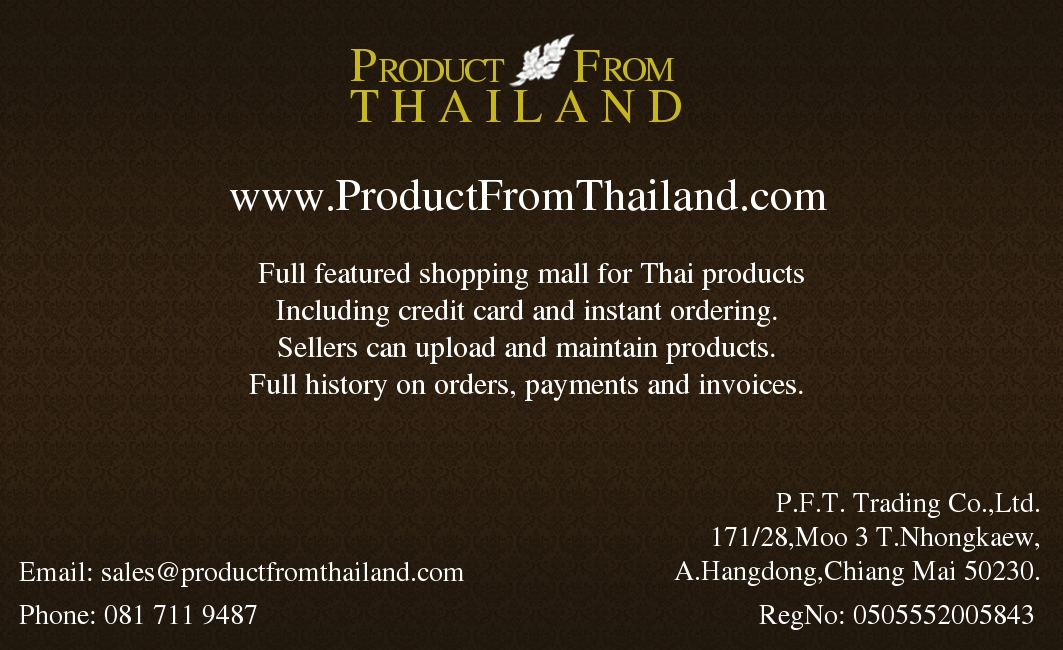 PRODUCT FROM
THAILAND
www.ProductFromThailand.com
Full featured shopping mall for Thai products
Including credit card and instant ordering.
Sellers can upload and maintain products.
Full history on orders, payments and invoices.
P.F.T. Trading Co.,Ltd.
171/28,Moo 3 T.Nhongkaew,
A.Hangdong,Chiang Mai 50230.
RegNo: 0505552005843
Email: sales@productfromthailand.com
Phone: 081 711 9487